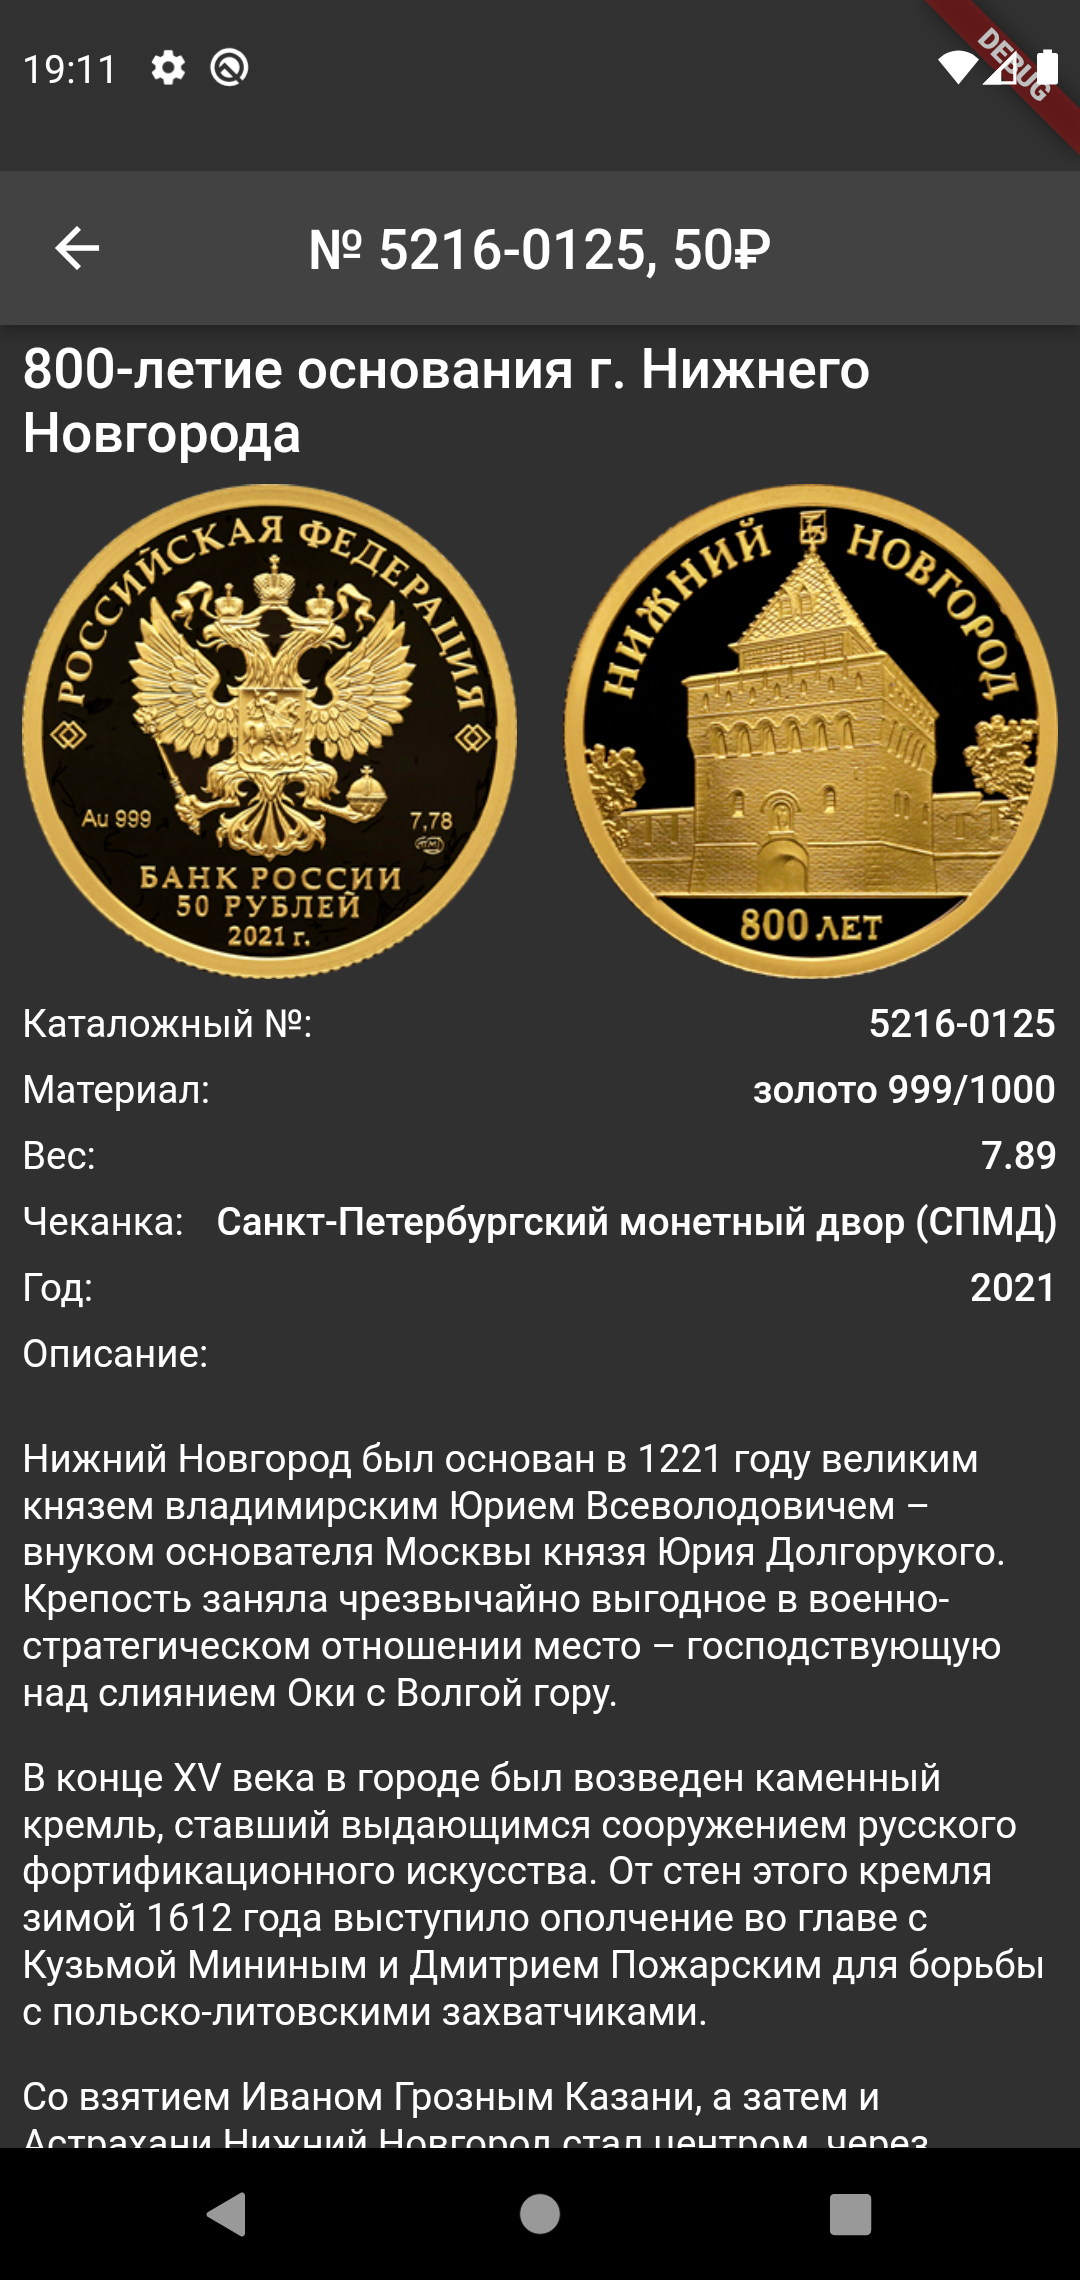 19:11
DEBUG
№ 5216-0125, 50₽
800-летие основания г. Нижнего
Новгорода
РОССИЙСКАЯ ФЕДЕРАЦИЯ
Au 999
7,78
БАНК РОССИИ
50 РУБЛЕЙ
2021 г.
НИЖНИЙ НОВГОРОД
800 ЛЕТ
Каталожный №: 5216-0125
Материал: золото 999/1000
Вес: 7.89
Чеканка: Санкт-Петербургский монетный двор (СПМД)
Год: 2021
Описание:
Нижний Новгород был основан в 1221 году великим
князем владимирским Юрием Всеволодовичем –
внуком основателя Москвы князя Юрия Долгорукого.
Крепость заняла чрезвычайно выгодное в военно-
стратегическом отношении место – господствующую
над слиянием Оки с Волгой гору.
В конце XV века в городе был возведен каменный
кремль, ставший выдающимся сооружением русского
фортификационного искусства. От стен этого кремля
зимой 1612 года выступило ополчение во главе с
Кузьмой Мининым и Дмитрием Пожарским для борьбы
с польско-литовскими захватчиками.
Со взятием Иваном Грозным Казани, а затем и
Астрахани Нижний Новгород стал центром, через